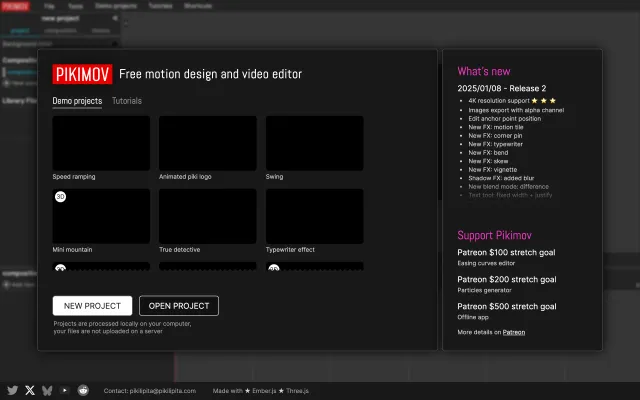 PIKIMOV File Tools Demo projects Tutorials Shortcuts
new project
project composition theme
Background color
PIKIMOV Free motion design and video editor
Demo projects Tutorials
Speed ramping Animated piki logo Swing
3D
Mini mountain True detective Typewriter effect
NEW PROJECT OPEN PROJECT
Projects are processed locally on your computer,
your files are not uploaded on a server
What's new
2025/01/08 - Release 2
4K resolution support ★ ★ ★
Images export with alpha channel
Edit anchor point position
New FX: motion tile
New FX: corner pin
New FX: typewriter
New FX: bend
New FX: skew
New FX: vignette
Shadow FX: added blur
New blend mode: difference
Text tool: fixed width + justify
Support Pikimov
Patreon $100 stretch goal
Easing curves editor
Patreon $200 stretch goal
Particles generator
Patreon $500 stretch goal
Offline app
More details on Patreon
Contact: pikilipita@pikilipita.com Made with ★ Ember.js ★ Three.js